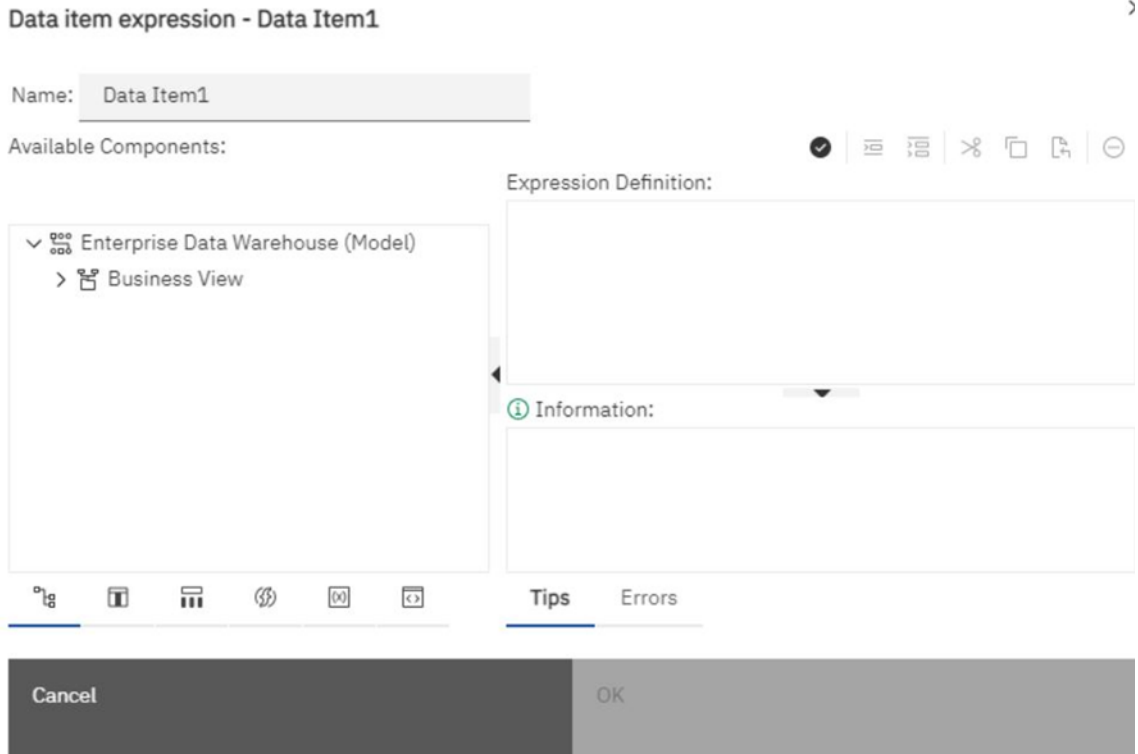 Data item expression - Data Item1
Name: Data Item1
Available Components:
Expression Definition:
Enterprise Data Warehouse (Model)
Business View
Information:
Tips Errors
Cancel OK